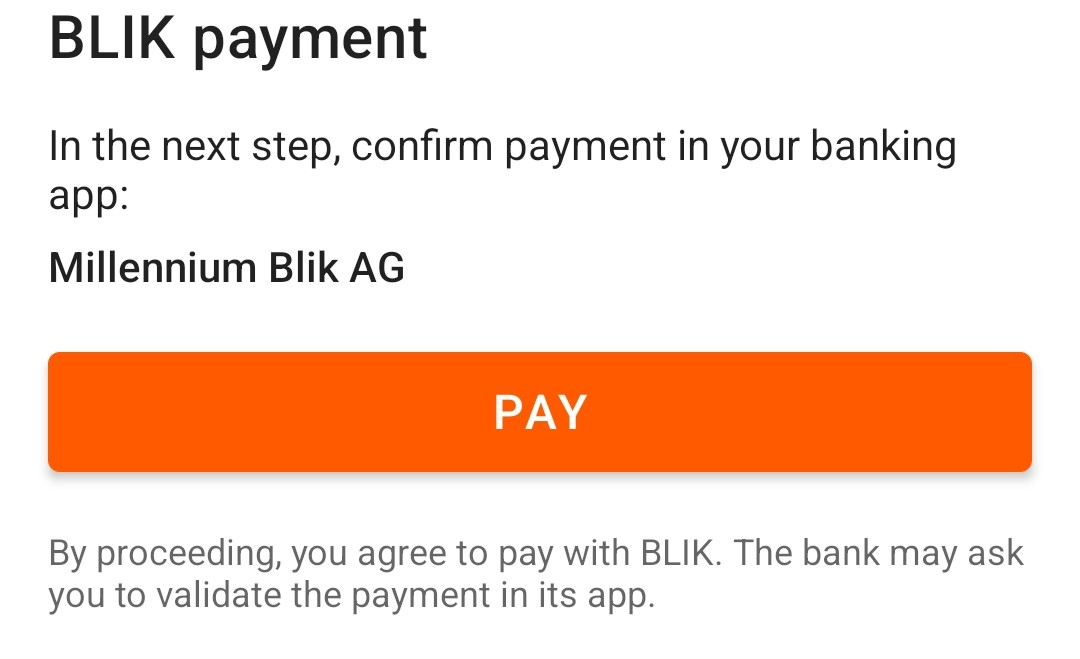 BLIK payment
In the next step, confirm payment in your banking
app:
Millennium Blik AG
PAY
By proceeding, you agree to pay with BLIK. The bank may ask
you to validate the payment in its app.